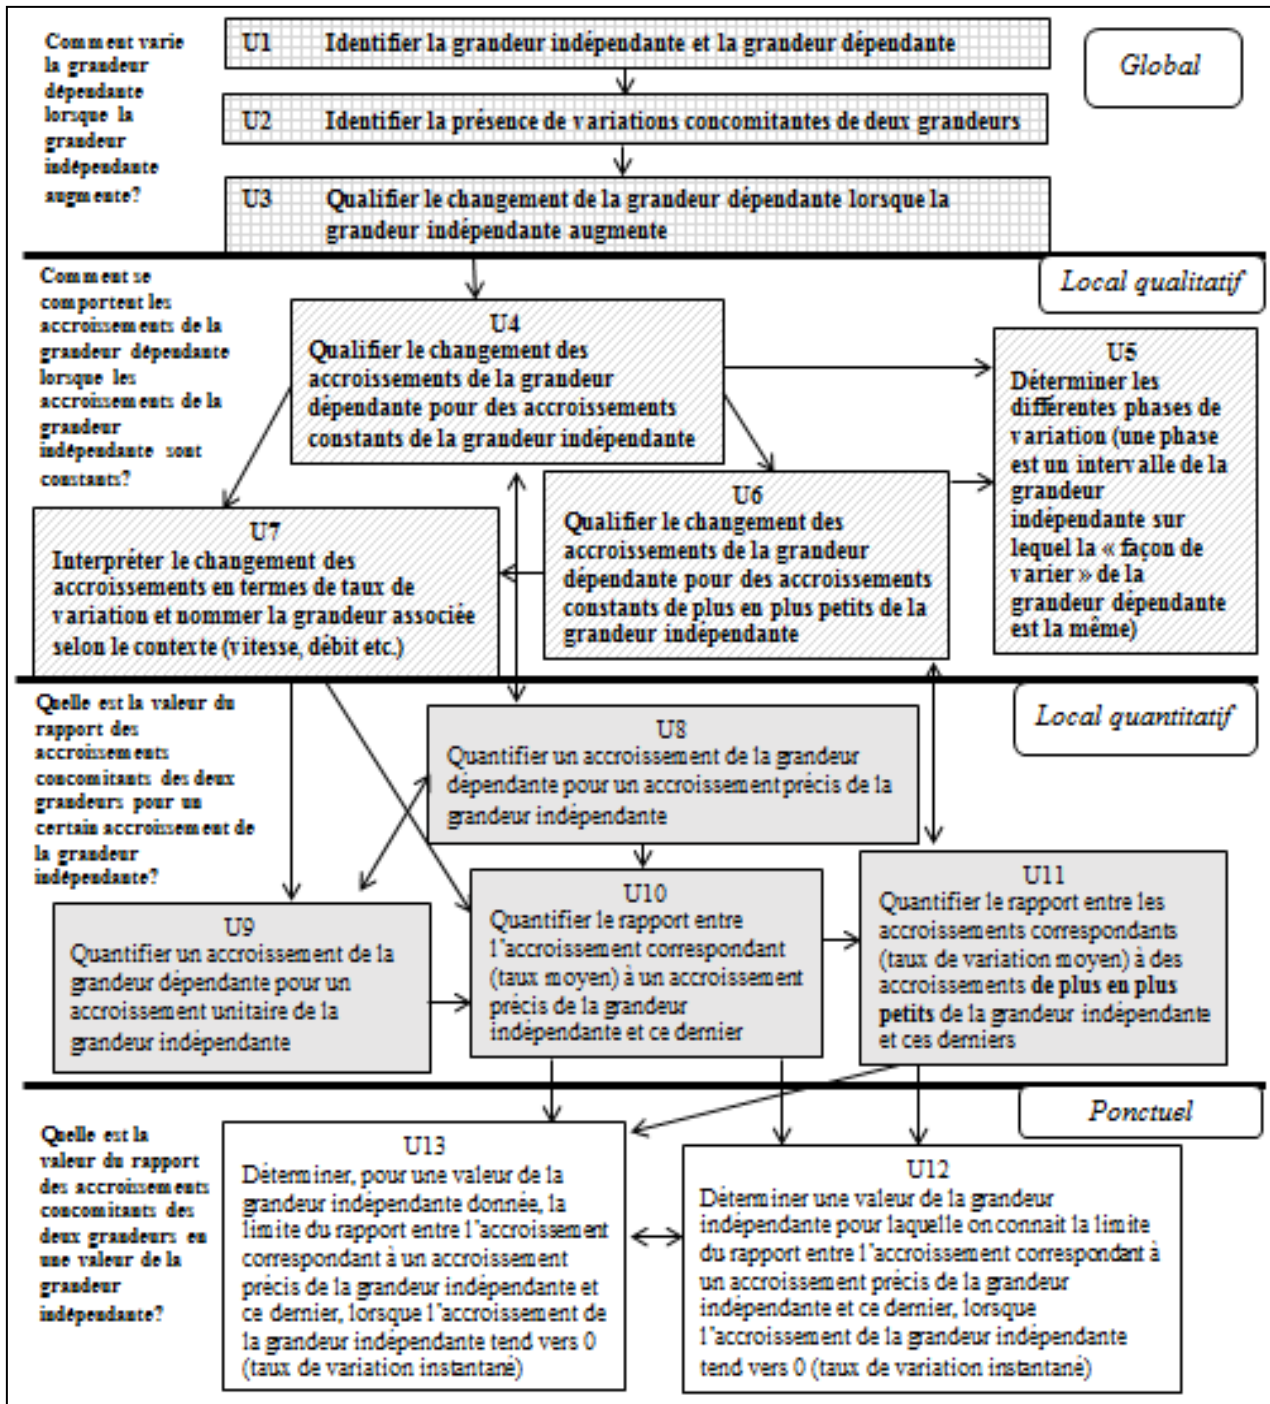 Comment varie
la grandeur
dépendante
lorsque la
grandeur
indépendante
augmente?
U1 Identifier la grandeur indépendante et la grandeur dépendante
U2 Identifier la présence de variations concomitantes de deux grandeurs
U3 Qualifier le changement de la grandeur dépendante lorsque la
grandeur indépendante augmente
Global
Comment se
comportent les
accroissements de la
grandeur dépendante
lorsque les
accroissements de la
grandeur
indépendante sont
constants?
Local qualitatif
U4
Qualifier le changement des
accroissements de la grandeur
dépendante pour des accroissements
constants de la grandeur indépendante
U5
Déterminer les
différentes phases de
variation (une phase
est un intervalle de la
grandeur
indépendante sur
lequel la « façon de
varier » de la
grandeur dépendante
est la même)
U6
Qualifier le changement des
accroissements de la grandeur
dépendante pour des accroissements
constants de plus en plus petits de la
grandeur indépendante
U7
Interpréter le changement des
accroissements en termes de taux de
variation et nommer la grandeur associée
selon le contexte (vitesse, débit etc.)
Quelle est la valeur du
rapport des
accroissements
concomitants des deux
grandeurs pour un
certain accroissement de
la grandeur
indépendante?
Local quantitatif
U8
Quantifier un accroissement de la grandeur
dépendante pour un accroissement précis de la
grandeur indépendante
U9
Quantifier un accroissement de la
grandeur dépendante pour un
accroissement unitaire de la
grandeur indépendante
U10
Quantifier le rapport entre
l'accroissement correspondant
(taux moyen) à un accroissement
précis de la grandeur
indépendante et ce dernier
U11
Quantifier le rapport entre les
accroissements correspondants
(taux de variation moyen) à des
accroissements de plus en plus
petits de la grandeur indépendante
et ces derniers
Ponctuel
Quelle est la
valeur du rapport
des accroissements
concomitants des
deux grandeurs en
une valeur de la
grandeur
indépendante?
U13
Déterminer, pour une valeur de la
grandeur indépendante donnée, la
limite du rapport entre l'accroissement
correspondant à un accroissement
précis de la grandeur indépendante et
ce dernier, lorsque l'accroissement de
la grandeur indépendante tend vers 0
(taux de variation instantané)
U12
Déterminer une valeur de la grandeur
indépendante pour laquelle on connait la limite
du rapport entre l'accroissement correspondant à
un accroissement précis de la grandeur
indépendante et ce dernier, lorsque
l'accroissement de la grandeur indépendante
tend vers 0 (taux de variation instantané)